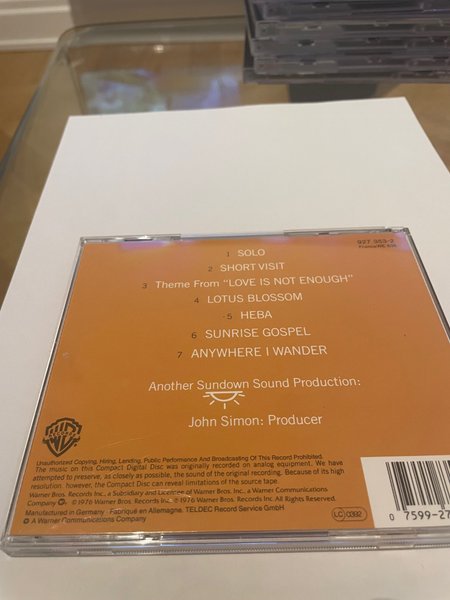 927 953-2
France: WE 835
1 SOLO
2 SHORT VISIT
3 Theme From "LOVE IS NOT ENOUGH"
4 LOTUS BLOSSOM
5 HEBA
6 SUNRISE GOSPEL
7 ANYWHERE I WANDER
Another Sundown Sound Production:
John Simon: Producer
Unauthorized Copying, Hiring, Lending, Public Performance And Broadcasting Of This Record Prohibited.
The music on this Compact Digital Disc was originally recorded on analog equipment. We have
attempted to preserve, as closely as possible, the sound of the original recording. Because of its high
resolution, however, the Compact Disc can reveal limitations of the source tape.
Warner Bros. Records Inc., a Subsidiary and Licensee of Warner Bros. Inc., a Warner Communications
Company ℗. © 1976 Warner Bros. Records Inc. ℗ 1976 Warner Bros. Records Inc. All Rights Reserved.
Manufactured in Germany · Fabriqué en Allemagne. TELDEC Record Service GmbH
A Warner Communications Company
LC 0392
0 7599-27